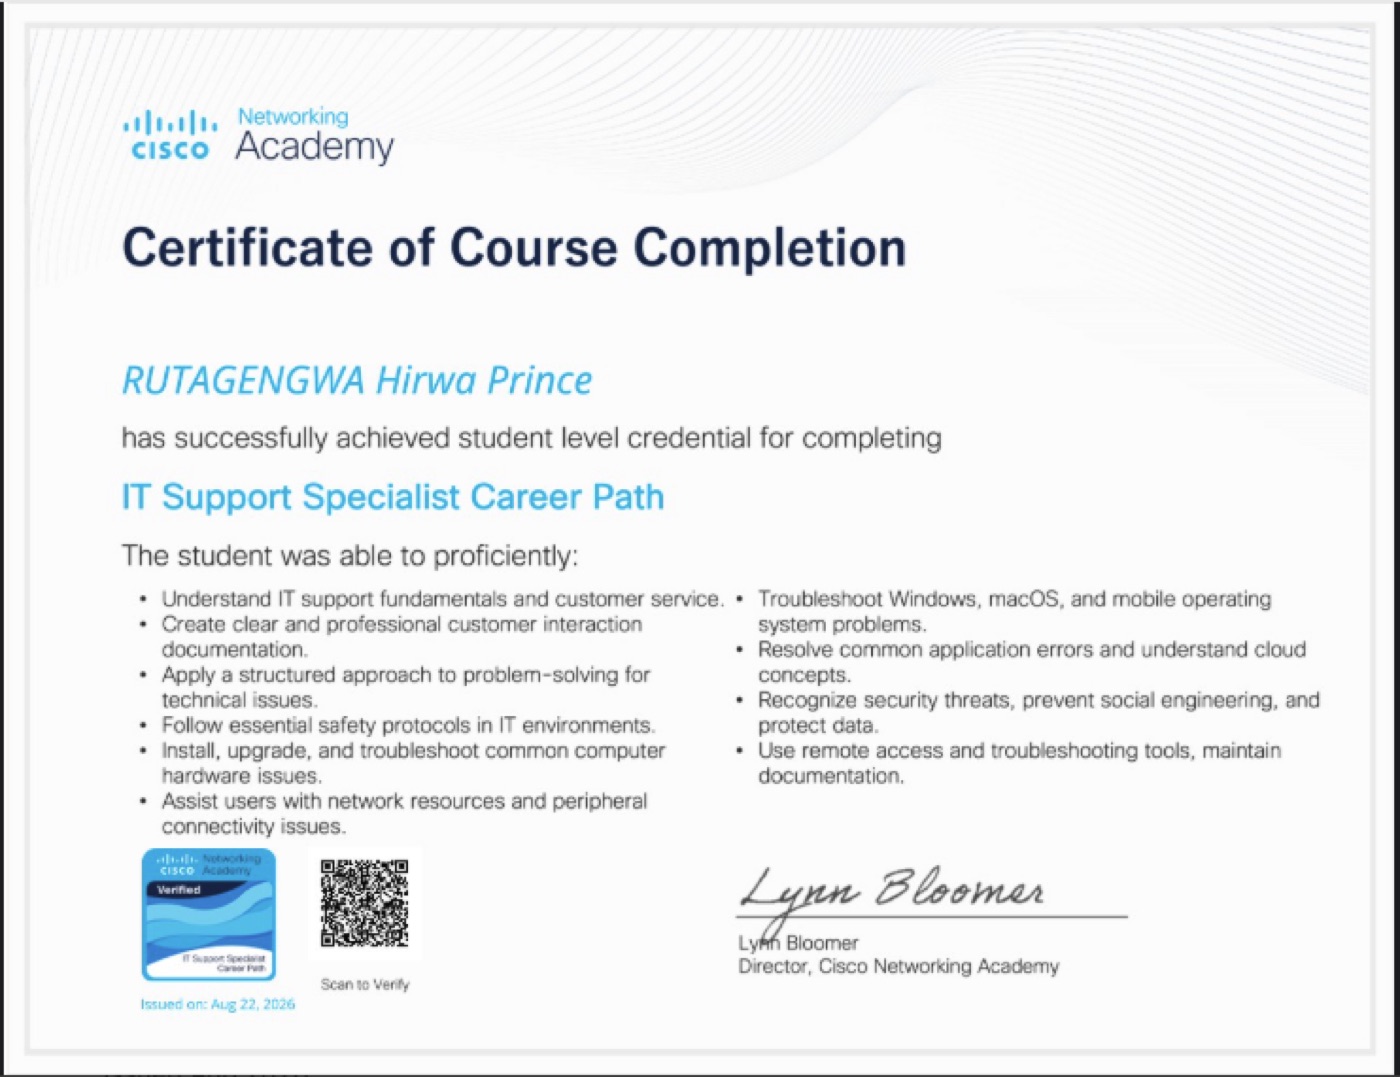 Networking
CISCO Academy
Certificate of Course Completion
RUTAGENGWA Hirwa Prince
has successfully achieved student level credential for completing
IT Support Specialist Career Path
The student was able to proficiently:
• Understand IT support fundamentals and customer service.
• Create clear and professional customer interaction
documentation.
• Apply a structured approach to problem-solving for
technical issues.
• Follow essential safety protocols in IT environments.
• Install, upgrade, and troubleshoot common computer
hardware issues.
• Assist users with network resources and peripheral
connectivity issues.
• Troubleshoot Windows, macOS, and mobile operating
system problems.
• Resolve common application errors and understand cloud
concepts.
• Recognize security threats, prevent social engineering, and
protect data.
• Use remote access and troubleshooting tools, maintain
documentation.
Networking
CISCO Academy
Verified
IT Support Specialist
Career Path
Issued on: Aug 22, 2026
Scan to Verify
Lynn Bloomer
Lynn Bloomer
Director, Cisco Networking Academy